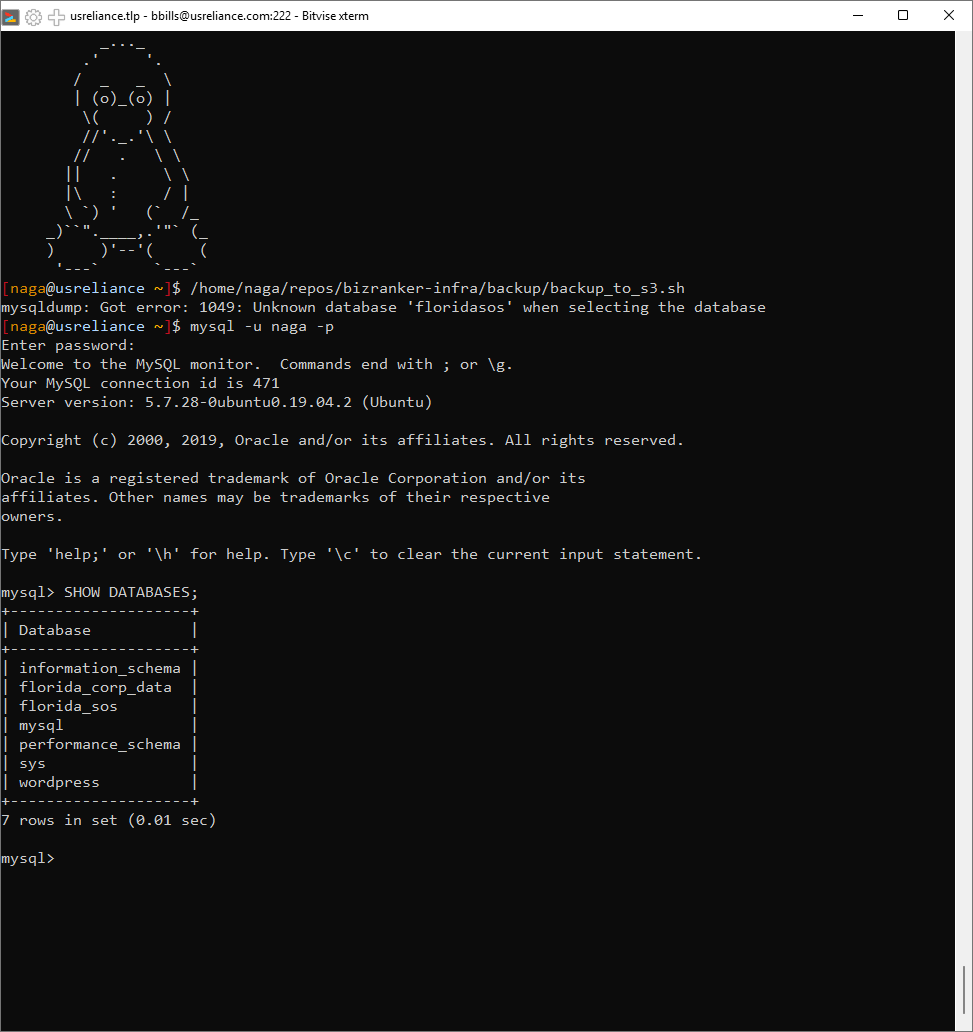 usreliance.tlp - bbills@usreliance.com:222 - Bitvise xterm
        _..._
       .'     '.
      /  _   _  \
      | (o)_(o) |
       \(     ) /
       //'._.'\ \
      //   .   \ \
     ||   .     \ \
     |\   :     / |
     \ `) '   (`  /_
   _)``".____,.'"` (_
   )     )'--'(     (
    '---`      `---`
[naga@usreliance ~]$ /home/naga/repos/bizranker-infra/backup/backup_to_s3.sh
mysqldump: Got error: 1049: Unknown database 'floridasos' when selecting the database
[naga@usreliance ~]$ mysql -u naga -p
Enter password:
Welcome to the MySQL monitor.  Commands end with ; or \g.
Your MySQL connection id is 471
Server version: 5.7.28-0ubuntu0.19.04.2 (Ubuntu)

Copyright (c) 2000, 2019, Oracle and/or its affiliates. All rights reserved.

Oracle is a registered trademark of Oracle Corporation and/or its
affiliates. Other names may be trademarks of their respective
owners.

Type 'help;' or '\h' for help. Type '\c' to clear the current input statement.

mysql> SHOW DATABASES;
+--------------------+
| Database           |
+--------------------+
| information_schema |
| florida_corp_data  |
| florida_sos        |
| mysql              |
| performance_schema |
| sys                |
| wordpress          |
+--------------------+
7 rows in set (0.01 sec)

mysql>